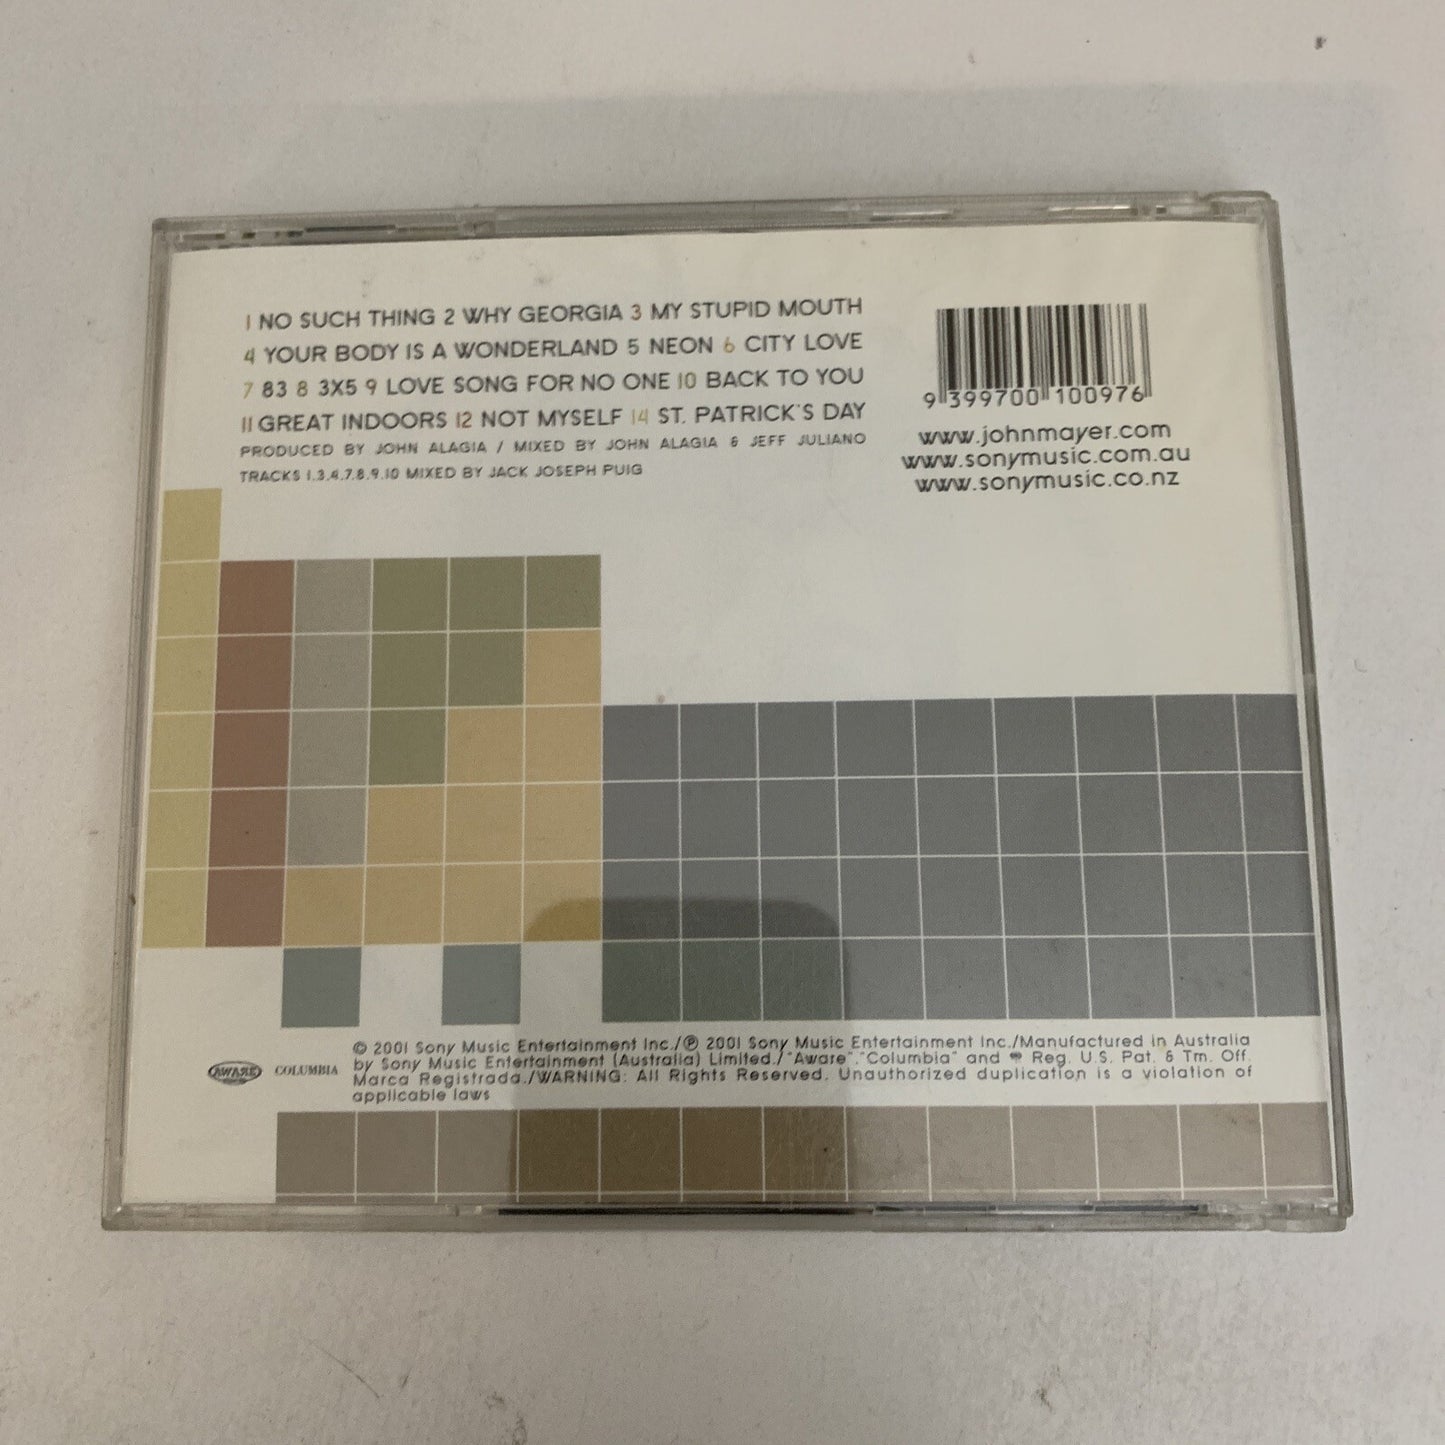 1 NO SUCH THING 2 WHY GEORGIA 3 MY STUPID MOUTH
4 YOUR BODY IS A WONDERLAND 5 NEON 6 CITY LOVE
7 83 8 3X5 9 LOVE SONG FOR NO ONE 10 BACK TO YOU
11 GREAT INDOORS 12 NOT MYSELF 14 ST. PATRICK'S DAY
PRODUCED BY JOHN ALAGIA / MIXED BY JOHN ALAGIA & JEFF JULIANO
TRACKS 1,3,4,7,8,9,10 MIXED BY JACK JOSEPH PUIG
9 399700 100976
www.johnmayer.com
www.sonymusic.com.au
www.sonymusic.co.nz
AWARE
COLUMBIA
© 2001 Sony Music Entertainment Inc./℗ 2001 Sony Music Entertainment Inc./Manufactured in Australia
by Sony Music Entertainment (Australia) Limited./"Aware","Columbia" and Reg. U.S. Pat. & Tm. Off.
Marca Registrada./WARNING: All Rights Reserved. Unauthorized duplication is a violation of
applicable laws